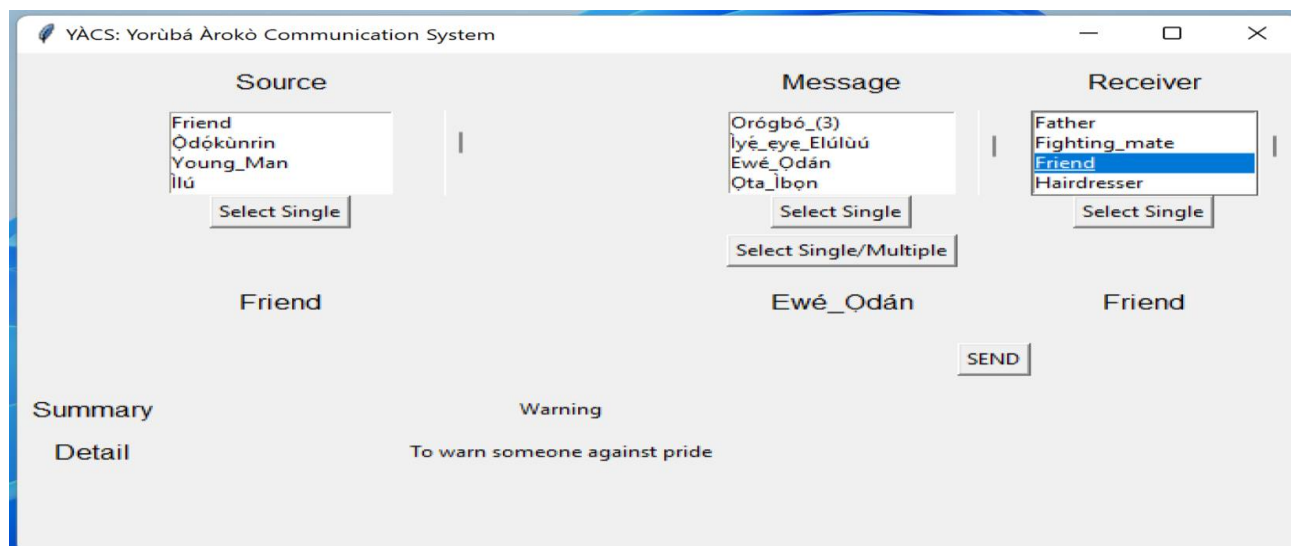 YÀCS: Yorùbá Àrokò Communication System
Source
Message
Receiver
Friend
Ọ̀dọ́kùnrin
Young_Man
Ìlú
Select Single
Orógbó_(3)
Ìyẹ́_ẹyẹ_Elúlùú
Ewé_Ọdán
Ọta_Ìbọn
Select Single
Select Single/Multiple
Father
Fighting_mate
Friend
Hairdresser
Select Single
Friend
Ewé_Ọdán
Friend
SEND
Summary
Warning
Detail
To warn someone against pride